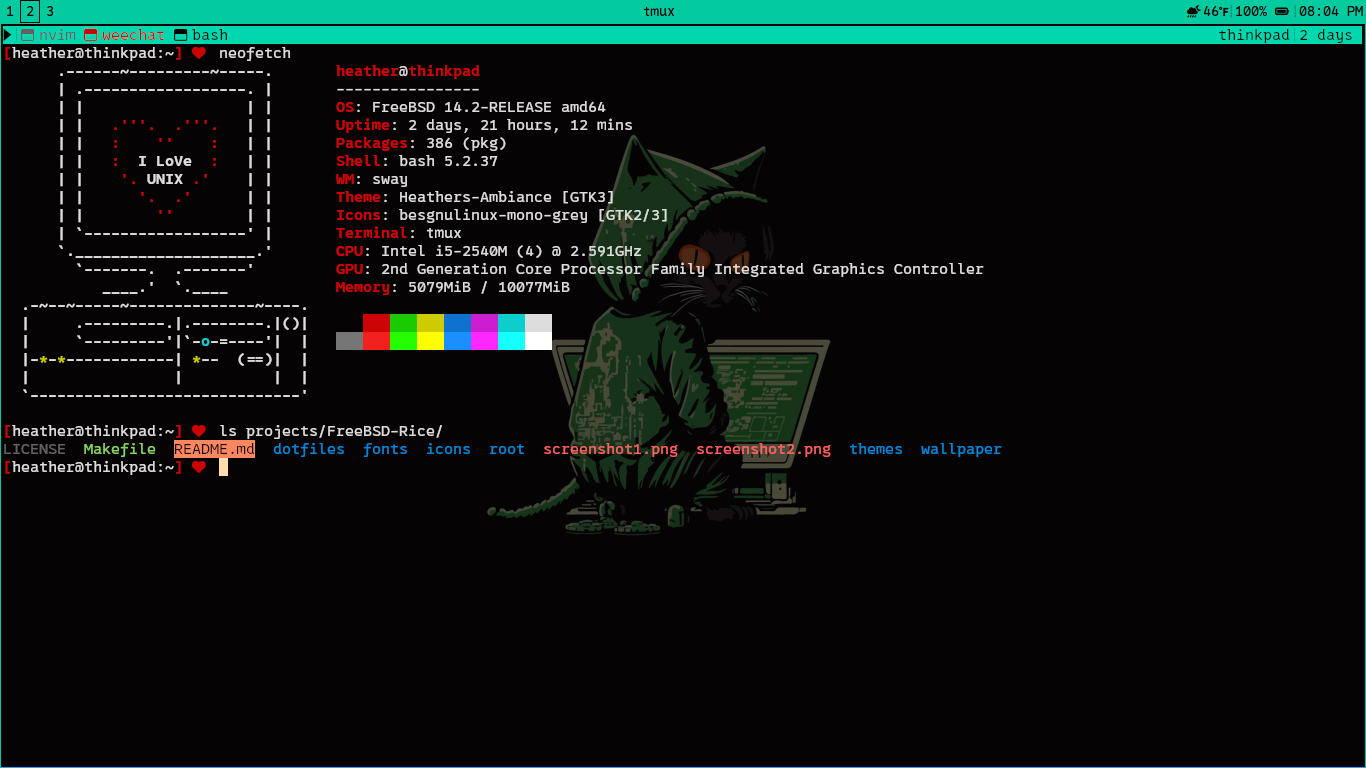 1 2 3 tmux 46°F 100% 08:04 PM
nvim weechat bash thinkpad 2 days
[heather@thinkpad:~] ♥ neofetch
heather@thinkpad
----------------
OS: FreeBSD 14.2-RELEASE amd64
Uptime: 2 days, 21 hours, 12 mins
Packages: 386 (pkg)
Shell: bash 5.2.37
I LoVe
UNIX
WM: sway
Theme: Heathers-Ambiance [GTK3]
Icons: besgnulinux-mono-grey [GTK2/3]
Terminal: tmux
CPU: Intel i5-2540M (4) @ 2.591GHz
GPU: 2nd Generation Core Processor Family Integrated Graphics Controller
Memory: 5079MiB / 10077MiB
[heather@thinkpad:~] ♥ ls projects/FreeBSD-Rice/
LICENSE Makefile README.md dotfiles fonts icons root screenshot1.png screenshot2.png themes wallpaper
[heather@thinkpad:~] ♥